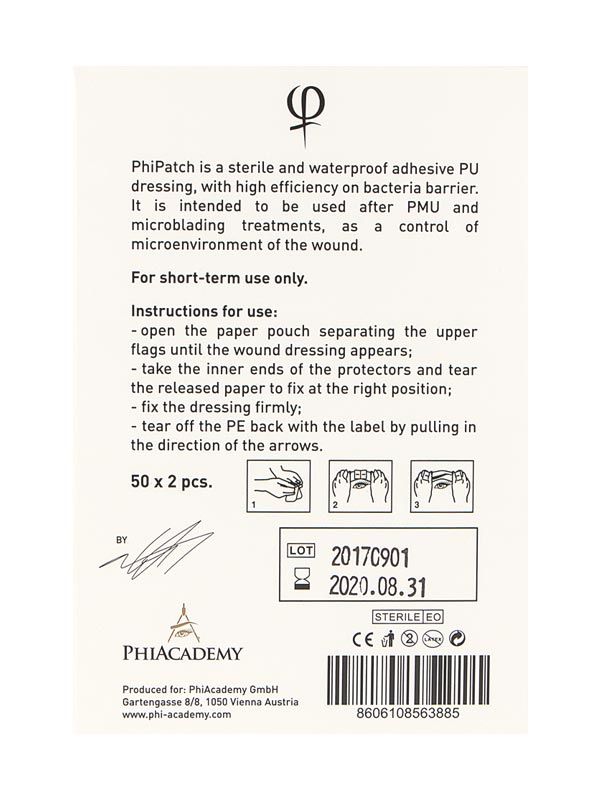 φ
PhiPatch is a sterile and waterproof adhesive PU
dressing, with high efficiency on bacteria barrier.
It is intended to be used after PMU and
microblading treatments, as a control of
microenvironment of the wound.
For short-term use only.
Instructions for use:
- open the paper pouch separating the upper
flags until the wound dressing appears;
- take the inner ends of the protectors and tear
the released paper to fix at the right position;
- fix the dressing firmly;
- tear off the PE back with the label by pulling in
the direction of the arrows.
50 x 2 pcs.
1
2
3
BY
LOT 20170901
2020.08.31
STERILE EO
CE 2 LATEX
PHIACADEMY
Produced for: PhiAcademy GmbH
Gartengasse 8/8, 1050 Vienna Austria
www.phi-academy.com
8606108563885